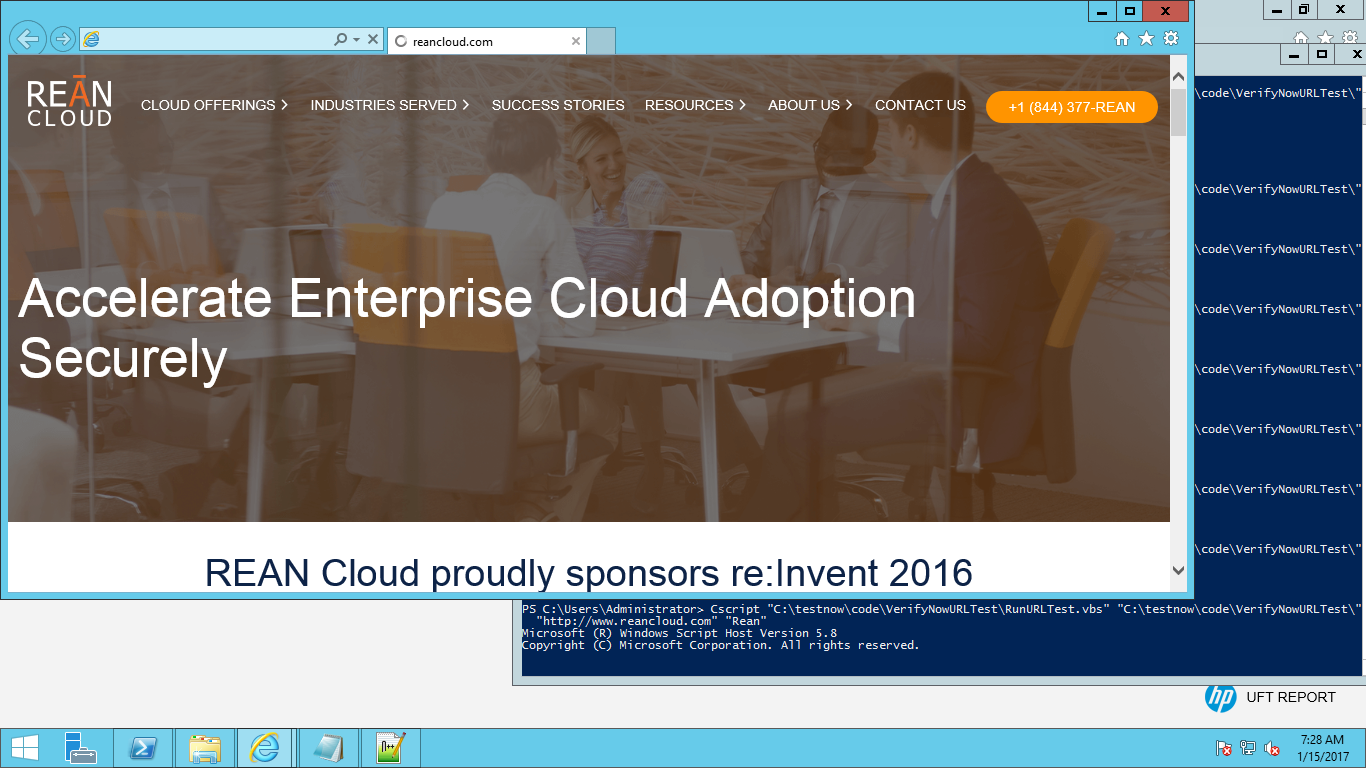 reancloud.com
REĀN
CLOUD
CLOUD OFFERINGS
INDUSTRIES SERVED
SUCCESS STORIES
RESOURCES
ABOUT US
CONTACT US
+1 (844) 377-REAN
Accelerate Enterprise Cloud Adoption
Securely
REAN Cloud proudly sponsors re:Invent 2016
\code\VerifyNowURLTest\"
\code\VerifyNowURLTest\"
\code\VerifyNowURLTest\"
\code\VerifyNowURLTest\"
\code\VerifyNowURLTest\"
\code\VerifyNowURLTest\"
\code\VerifyNowURLTest\"
\code\VerifyNowURLTest\"
PS C:\Users\Administrator> Cscript "C:\testnow\code\VerifyNowURLTest\RunURLTest.vbs" "C:\testnow\code\VerifyNowURLTest\"
"http://www.reancloud.com" "Rean"
Microsoft (R) Windows Script Host Version 5.8
Copyright (C) Microsoft Corporation. All rights reserved.
hp UFT REPORT
7:28 AM
1/15/2017